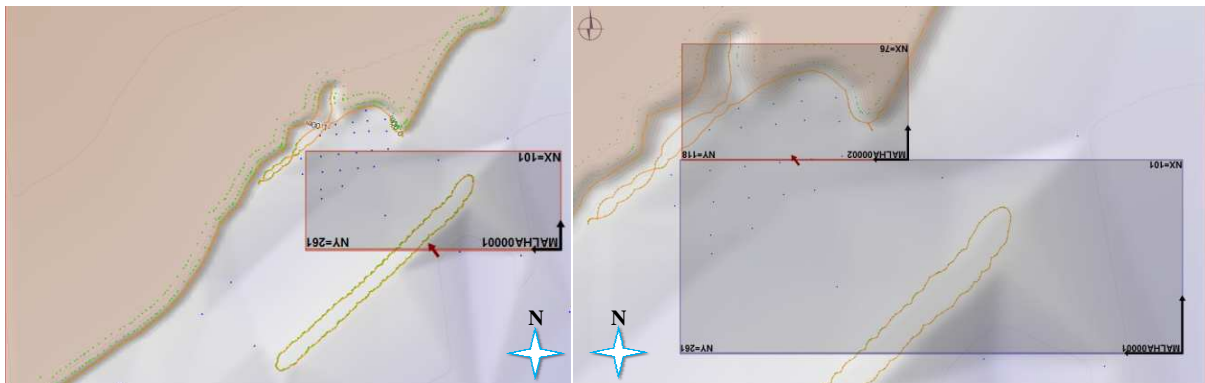 NX=101
NY=261
MALHA00001
N
NX=76
NY=118
MALHA00002
NX=101
NY=261
MALHA00001
N